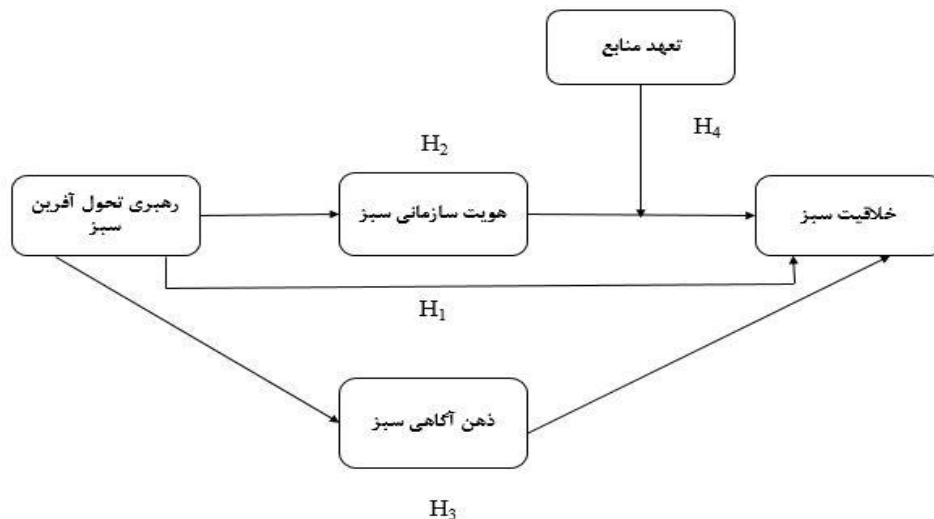 تعهد منابع
H4
H2
رهبری تحول آفرین
سبز
هویت سازمانی سبز
خلاقیت سبز
H1
ذهن آگاهی سبز
H3